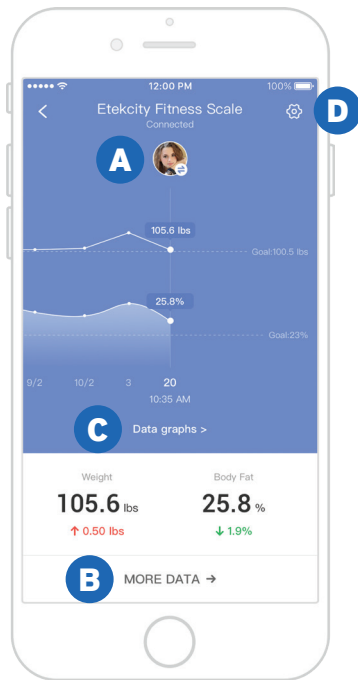 12:00 PM
100%
Etekcity Fitness Scale
Connected
D
A
105.6 lbs
Goal:100.5 lbs
25.8%
Goal:23%
9/2 10/2 3 20
10:35 AM
C Data graphs >
Weight Body Fat
105.6 lbs 25.8 %
↑ 0.50 lbs ↓ 1.9%
B MORE DATA →